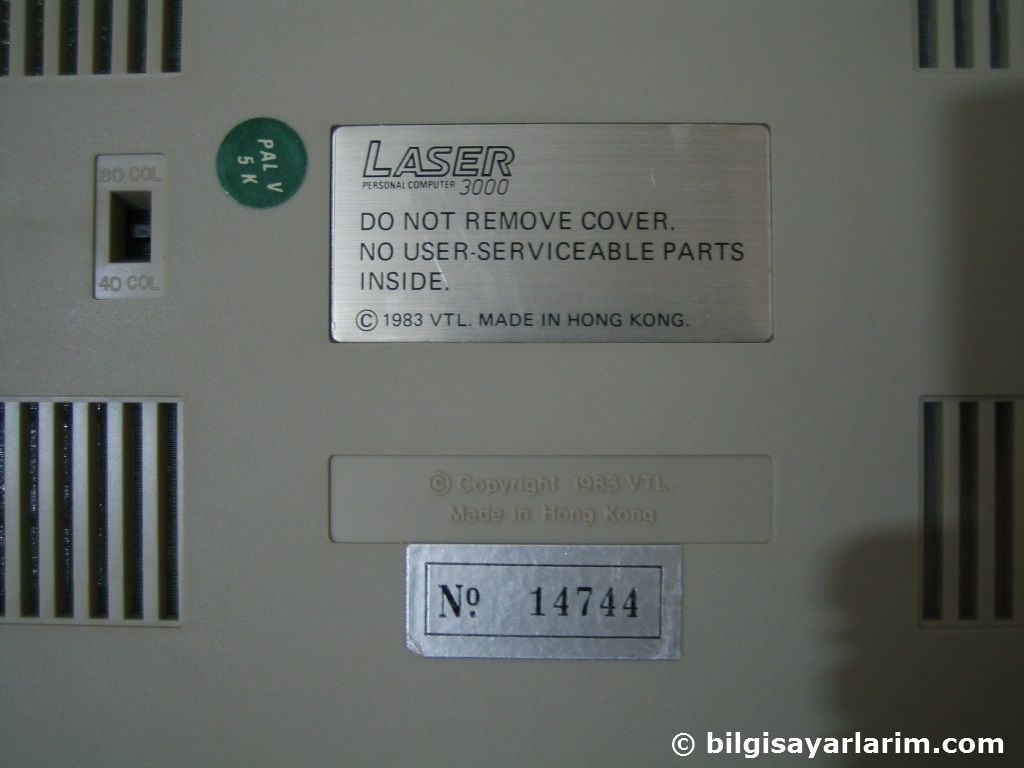 80 COL
40 COL
PAL V
5 K
LASER
PERSONAL COMPUTER 3000
DO NOT REMOVE COVER.
NO USER-SERVICEABLE PARTS
INSIDE.
© 1983 VTL. MADE IN HONG KONG.
© Copyright 1983 VTL.
Made in Hong Kong
Nº. 14744
© bilgisayarlarim.com